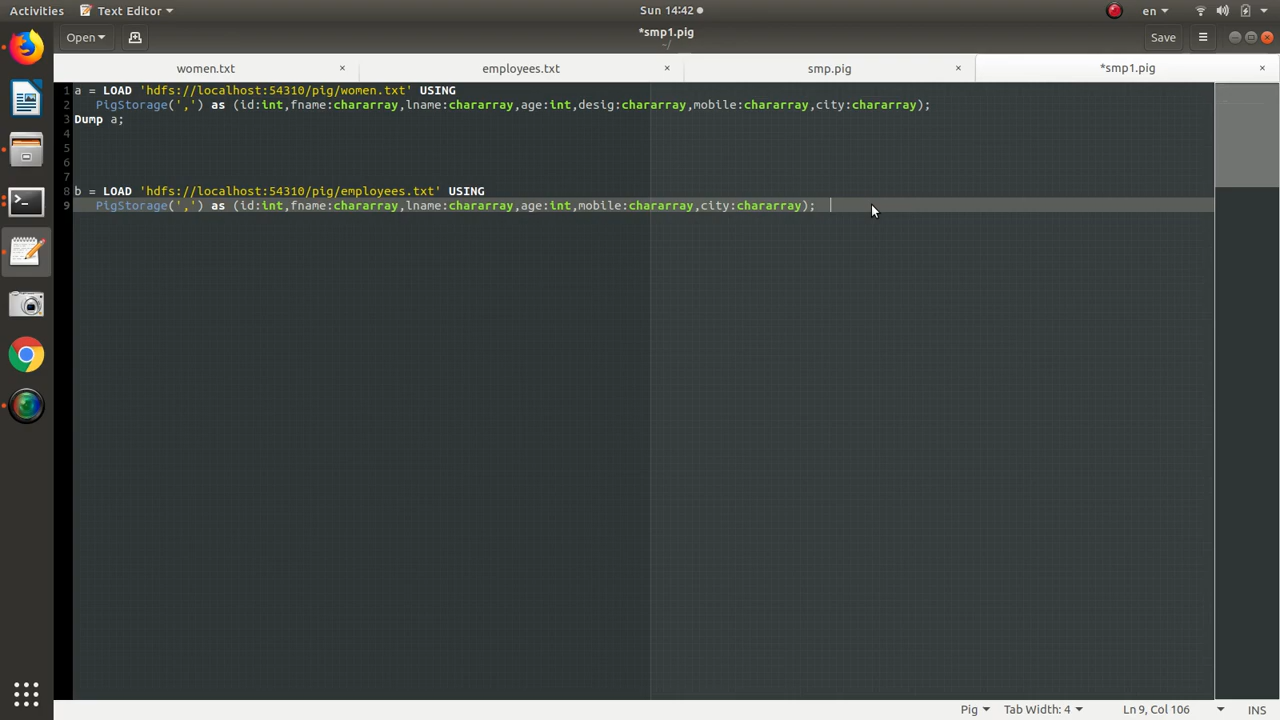 Activities
Text Editor
Sun 14:42
en
Open
*smp1.pig
~/
Save
women.txt
employees.txt
smp.pig
*smp1.pig
1 a = LOAD 'hdfs://localhost:54310/pig/women.txt' USING
2 PigStorage(',') as (id:int,fname:chararray,lname:chararray,age:int,desig:chararray,mobile:chararray,city:chararray);
3 Dump a;
4
5
6
7
8 b = LOAD 'hdfs://localhost:54310/pig/employees.txt' USING
9 PigStorage(',') as (id:int,fname:chararray,lname:chararray,age:int,mobile:chararray,city:chararray);
Pig
Tab Width: 4
Ln 9, Col 106
INS